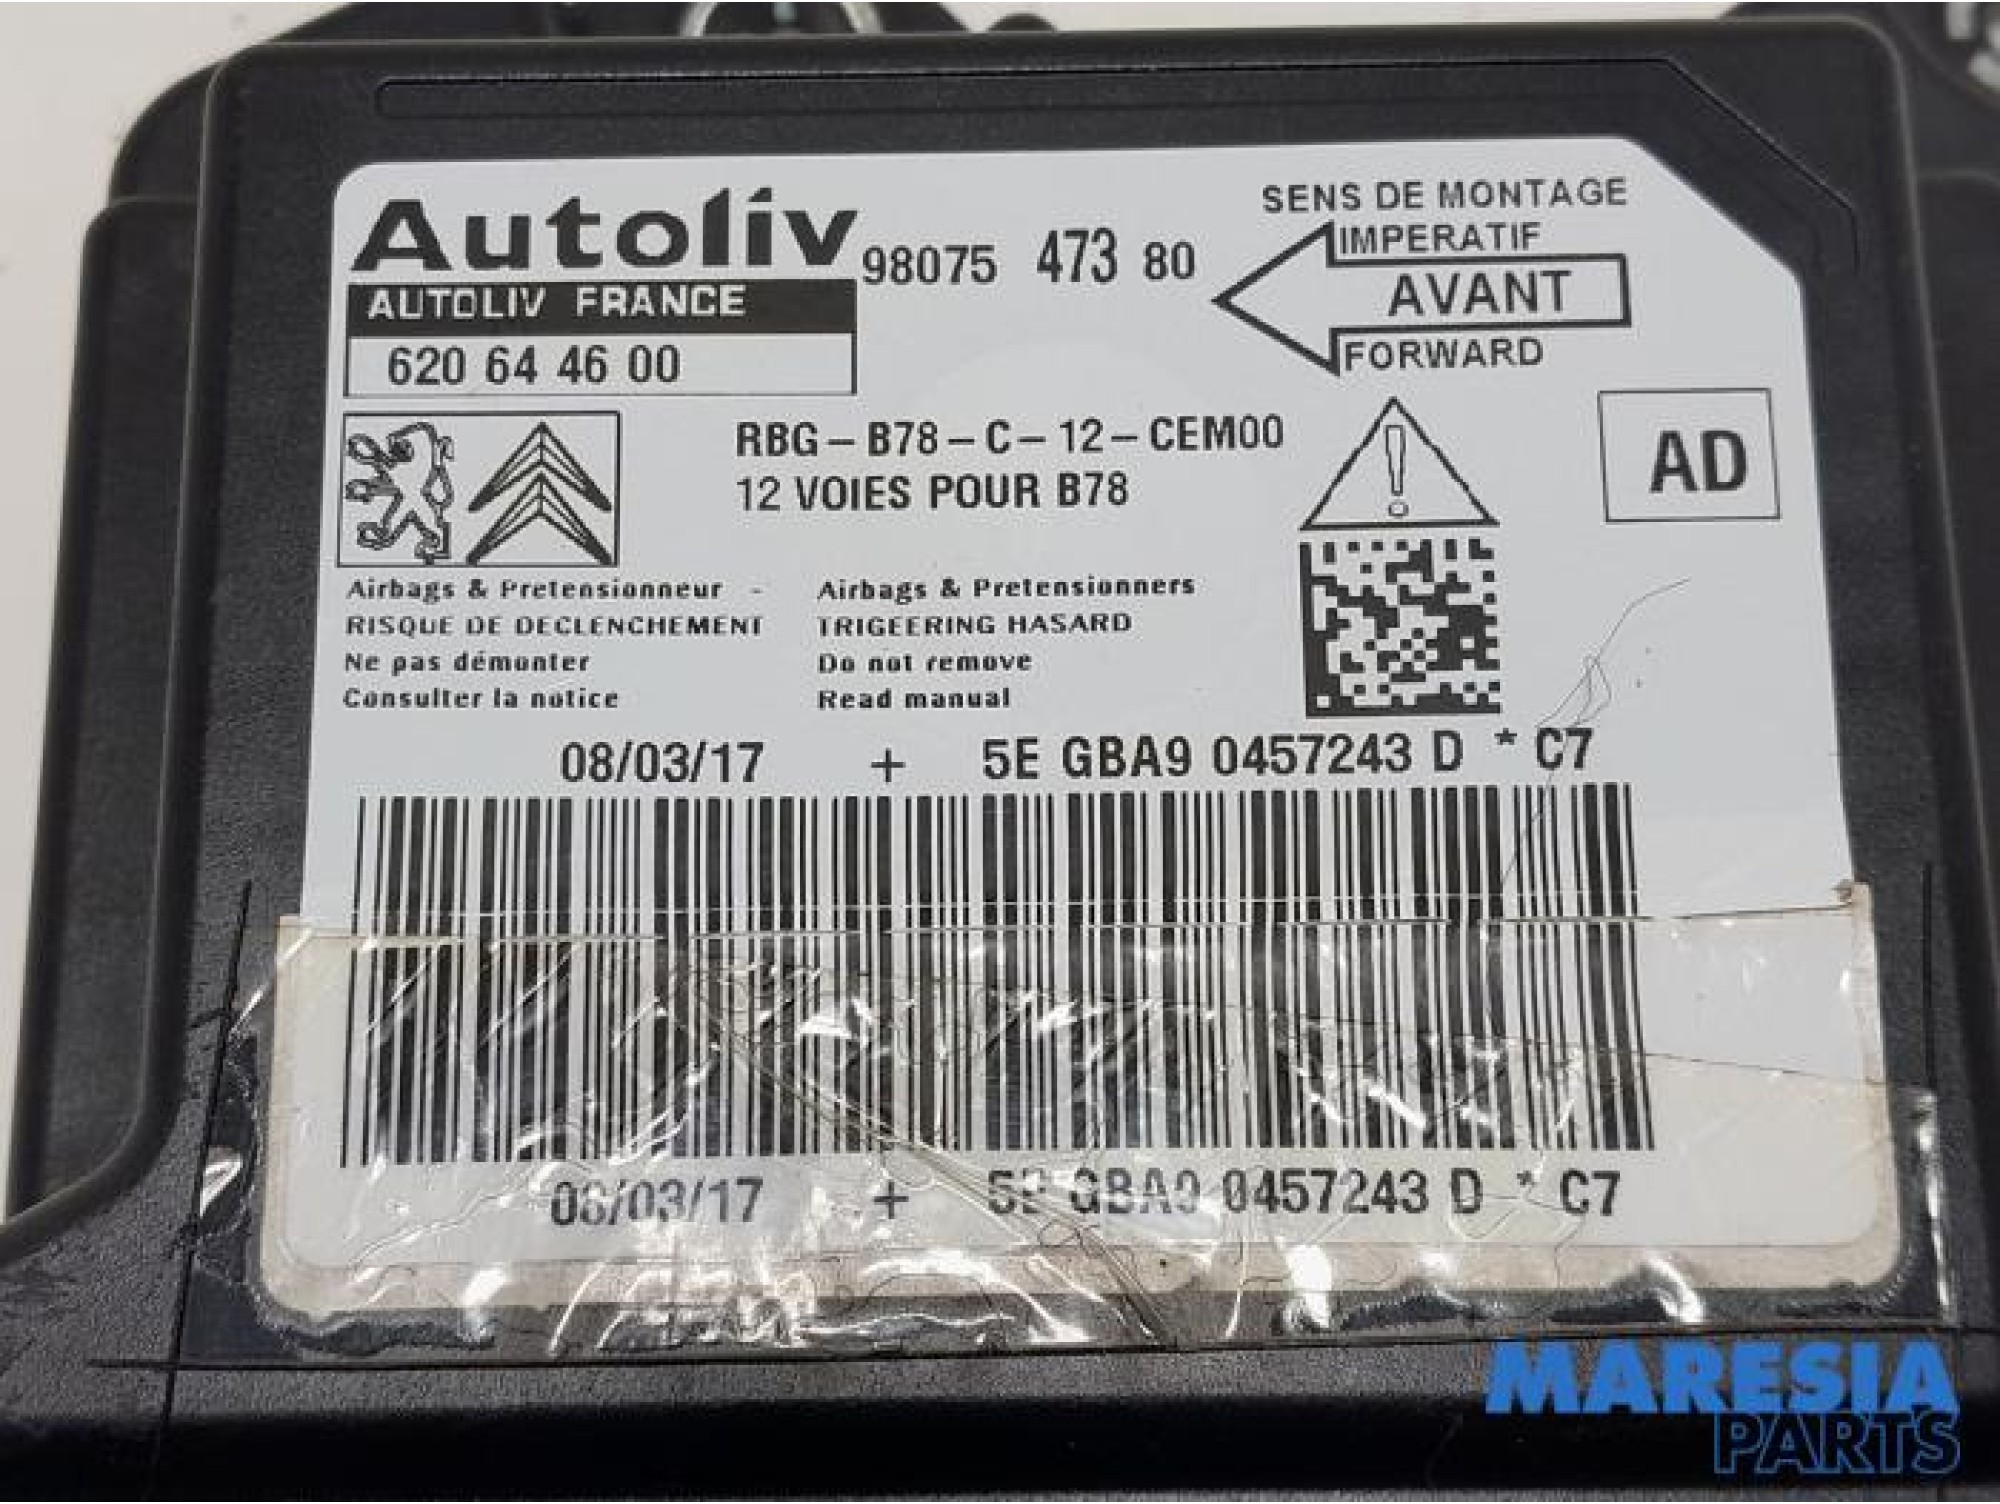 Autoliv
AUTOLIV FRANCE
620 64 46 00
98075 473 80
SENS DE MONTAGE
IMPERATIF
AVANT
FORWARD
RBG-B78-C-12-CEM00
12 VOIES POUR B78
AD
Airbags & Pretensionneur -
RISQUE DE DECLENCHEMENT
Ne pas démonter
Consulter la notice
Airbags & Pretensionners
TRIGEERING HASARD
Do not remove
Read manual
08/03/17 + 5E GBA9 0457243 D * C7
08/03/17 + 5E GBA9 0457243 D * C7
MARESIA
PARTS